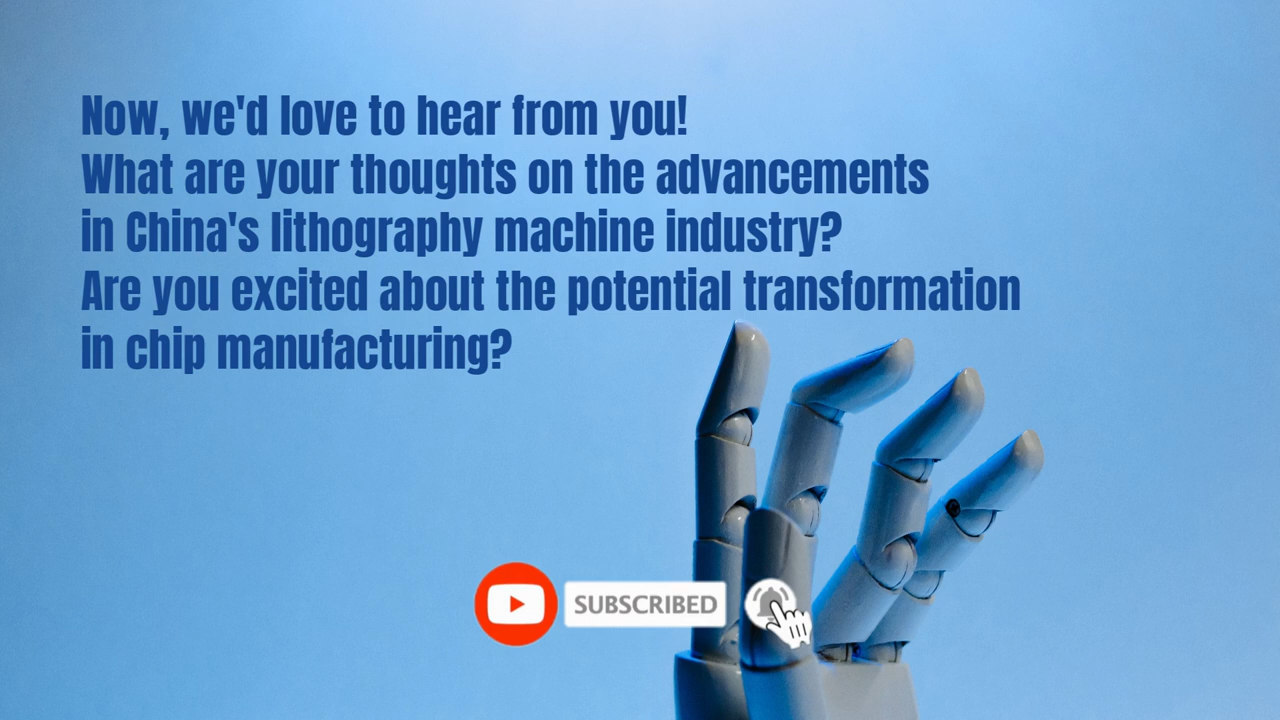 Now, we'd love to hear from you!
What are your thoughts on the advancements
in China's lithography machine industry?
Are you excited about the potential transformation
in chip manufacturing?
SUBSCRIBED